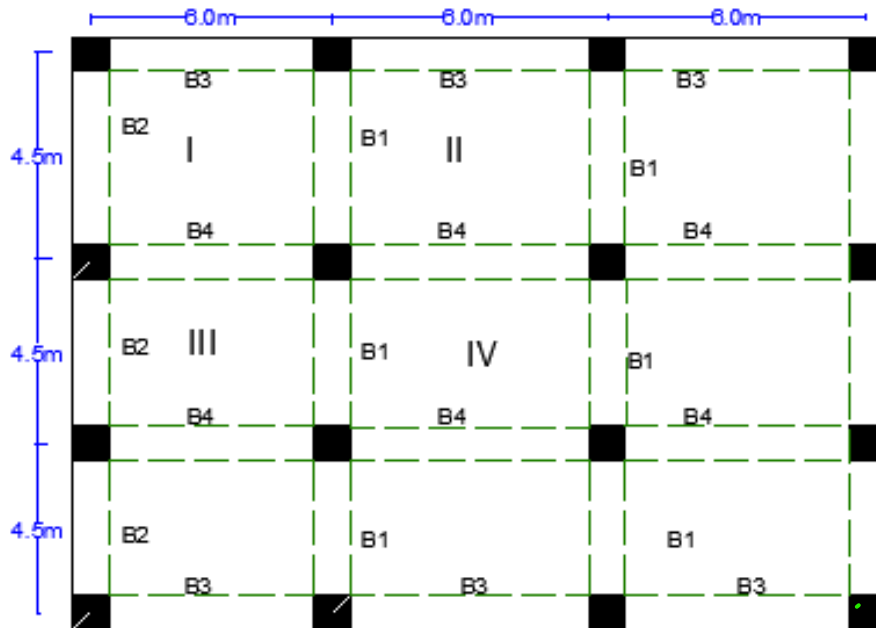 6.0m 6.0m 6.0m
B3 B3 B3
B2 I B1 II B1
4.5m
B4 B4 B4
B2 III B1 IV B1
4.5m
B4 B4 B4
4.5m B2 B1 B1
B3 B3 B3